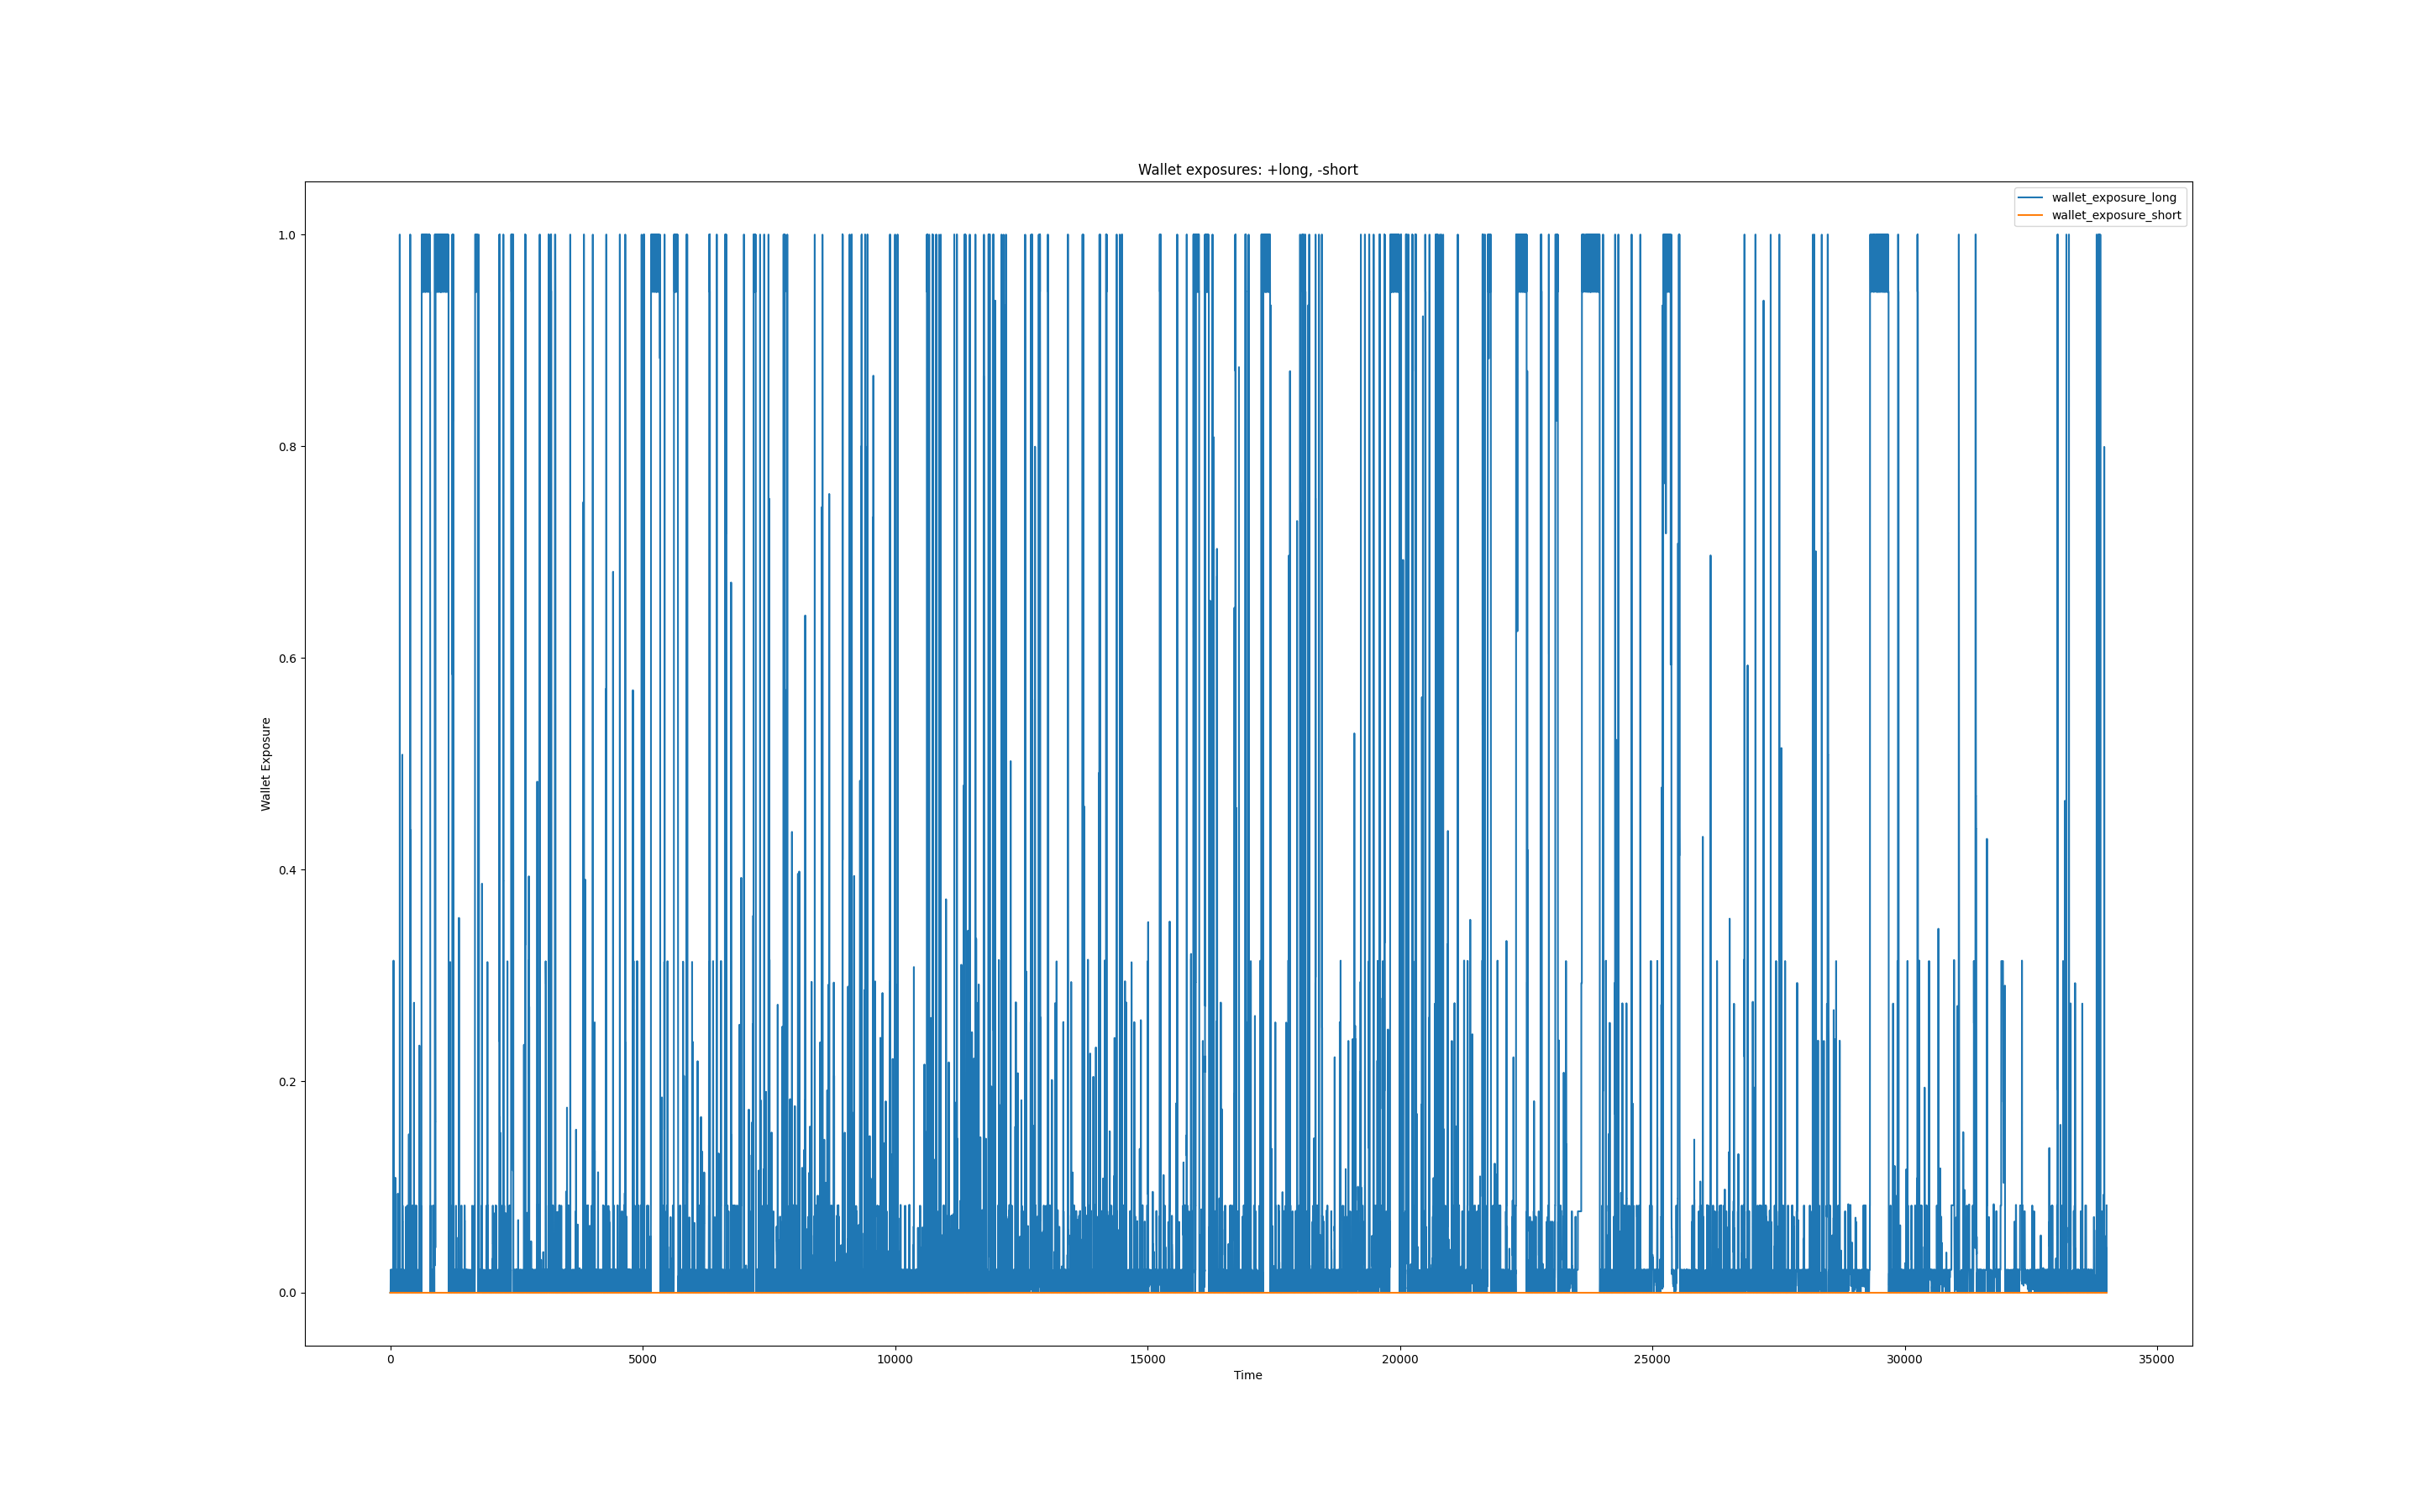 Wallet exposures: +long, -short
wallet_exposure_long
wallet_exposure_short
1.0
0.8
0.6
0.4
0.2
0.0
Wallet Exposure
0 5000 10000 15000 20000 25000 30000 35000
Time